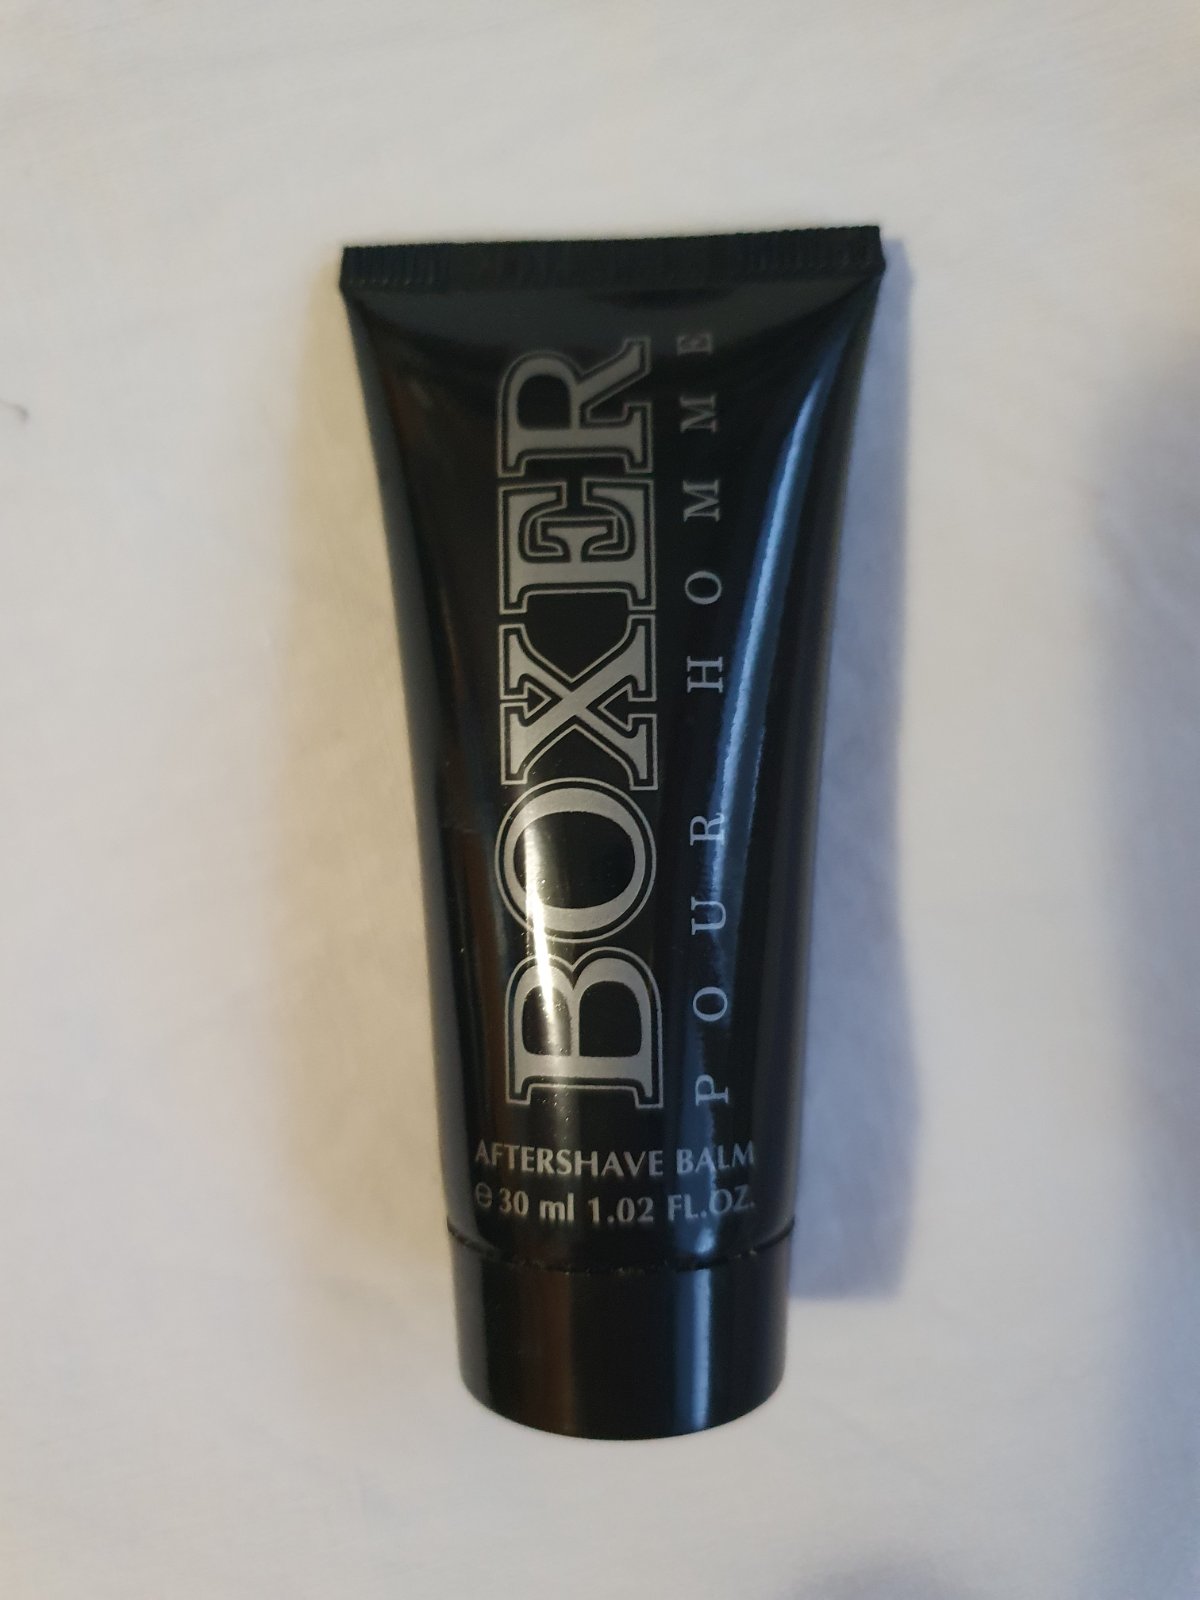 BOXER
POUR HOMME
AFTERSHAVE BALM
℮ 30 ml 1.02 FL.OZ.